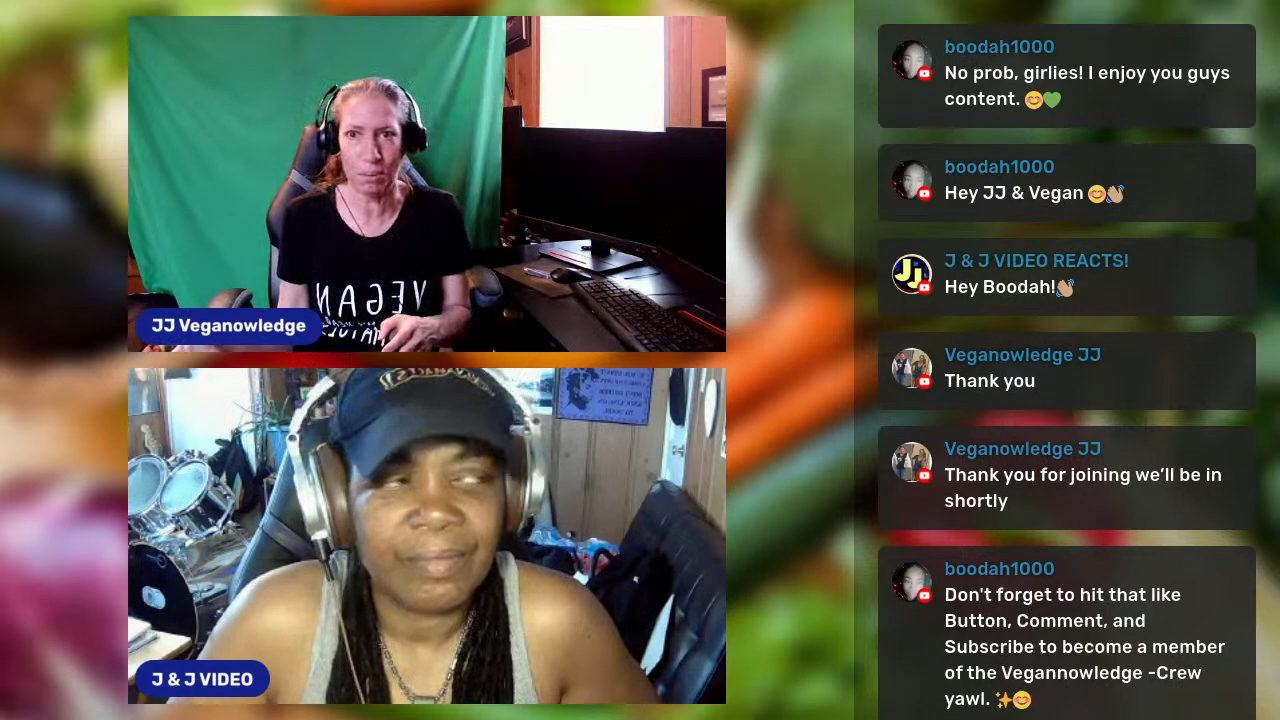 VEGAN
JJ Veganowledge
J & J VIDEO
boodah1000
No prob, girlies! I enjoy you guys
content. 😊💚
boodah1000
Hey JJ & Vegan 😊👋🏼
J & J VIDEO REACTS!
Hey Boodah!👋🏼
Veganowledge JJ
Thank you
Veganowledge JJ
Thank you for joining we’ll be in
shortly
boodah1000
Don't forget to hit that like
Button, Comment, and
Subscribe to become a member
of the Vegannowledge -Crew
yawl. ✨😊